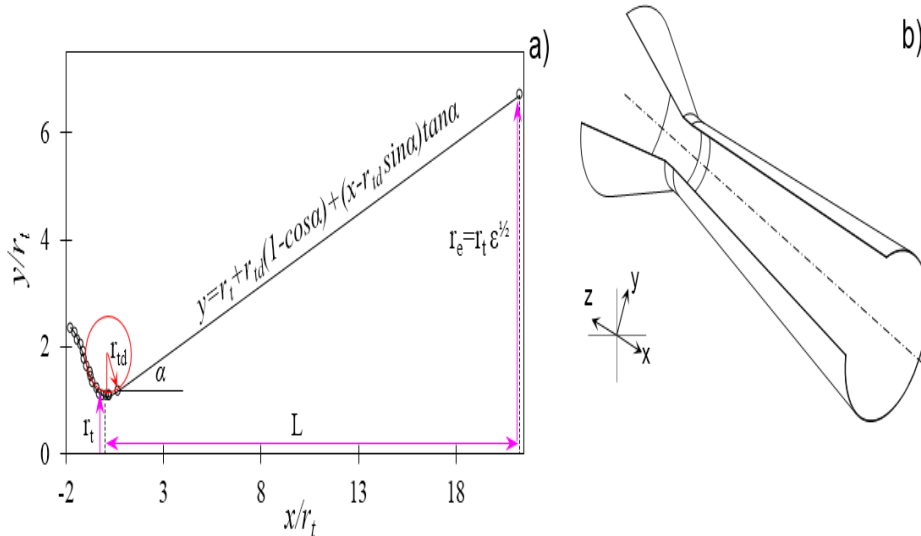 a)
b)
6
4
2
0
y/r_t
y=r_t+r_td(1-cosα)+(x-r_td sinα)tanα
r_e=r_t ε^½
r_td
α
r_t
L
-2 3 8 13 18
x/r_t
y
z
x